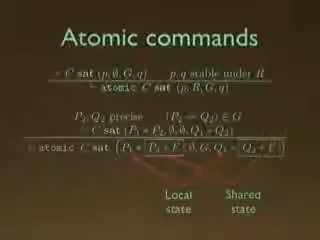 Atomic commands
⊢ C sat (p, ∅, G, q)    p, q stable under R
⊢ atomic C sat (p, R, G, q)
P₂, Q₂ precise    (P₂ ⇝ Q₂) ∈ G
⊢ C sat (P₁ * P₂, ∅, ∅, Q₁ * Q₂)
⊢ atomic C sat (P₁ * P₂ * F, ∅, G, Q₁ * Q₂ * F)
Local Shared
state state